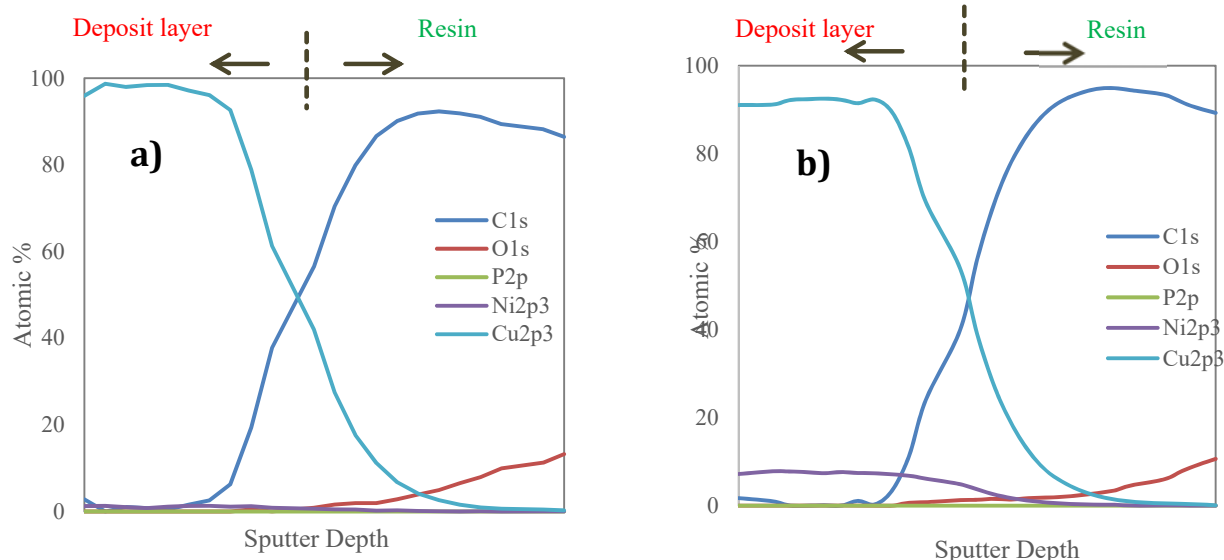 Deposit layer
Resin
a)
100
80
60
40
20
0
Atomic %
Sputter Depth
C1s
O1s
P2p
Ni2p3
Cu2p3
Deposit layer
Resin
b)
100
80
60
40
20
0
Atomic %
Sputter Depth
C1s
O1s
P2p
Ni2p3
Cu2p3